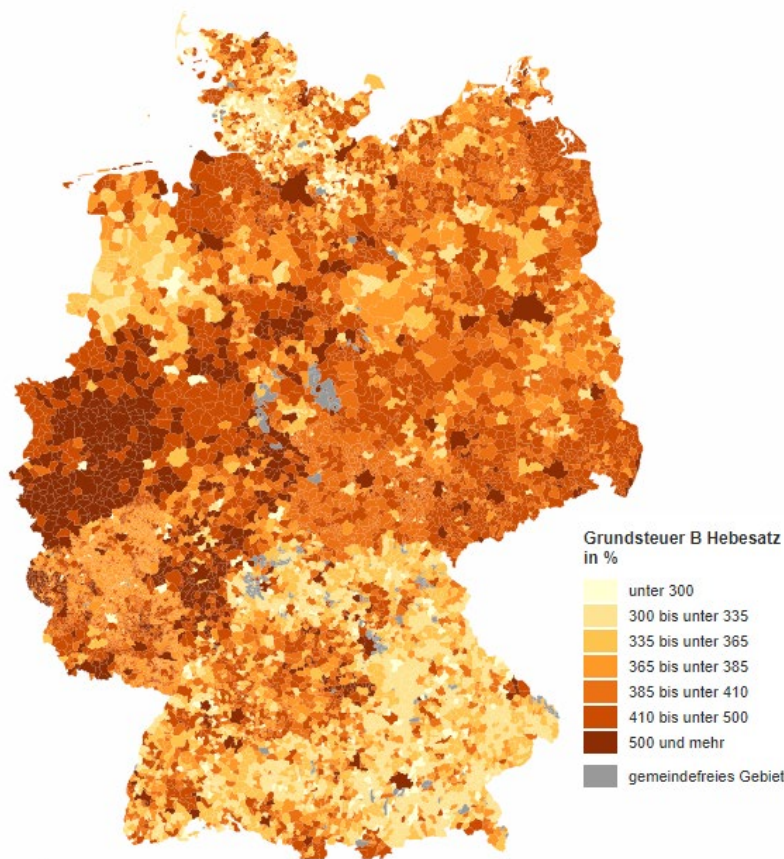 Grundsteuer B Hebesatz
in %
unter 300
300 bis unter 335
335 bis unter 365
365 bis unter 385
385 bis unter 410
410 bis unter 500
500 und mehr
gemeindefreies Gebiet